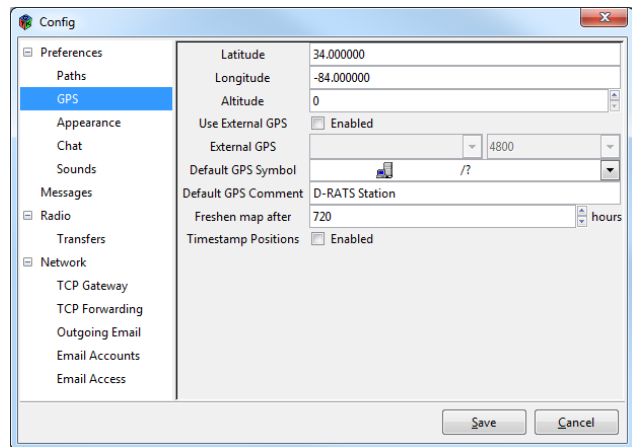 Config
Preferences
Paths
GPS
Appearance
Chat
Sounds
Messages
Radio
Transfers
Network
TCP Gateway
TCP Forwarding
Outgoing Email
Email Accounts
Email Access
Latitude 34.000000
Longitude -84.000000
Altitude 0
Use External GPS Enabled
External GPS 4800
Default GPS Symbol /?
Default GPS Comment D-RATS Station
Freshen map after 720 hours
Timestamp Positions Enabled
Save Cancel